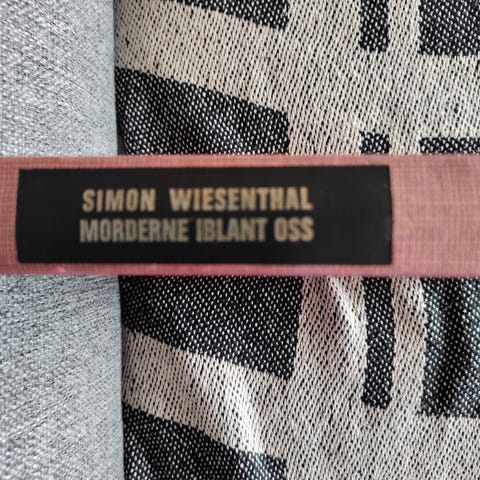 SIMON WIESENTHAL
MORDERNE IBLANT OSS